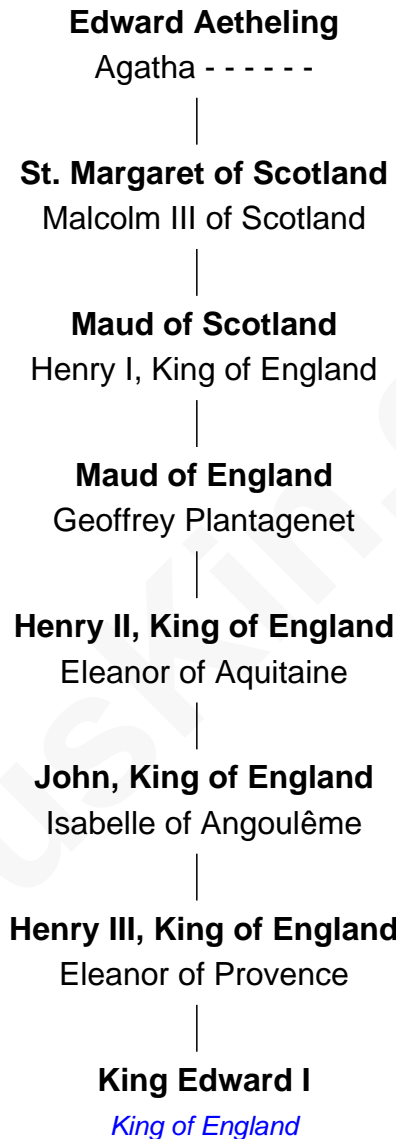 Edward Aetheling
Agatha - - - - - -
St. Margaret of Scotland
Malcolm III of Scotland
Maud of Scotland
Henry I, King of England
Maud of England
Geoffrey Plantagenet
Henry II, King of England
Eleanor of Aquitaine
John, King of England
Isabelle of Angoulême
Henry III, King of England
Eleanor of Provence
King Edward I
King of England